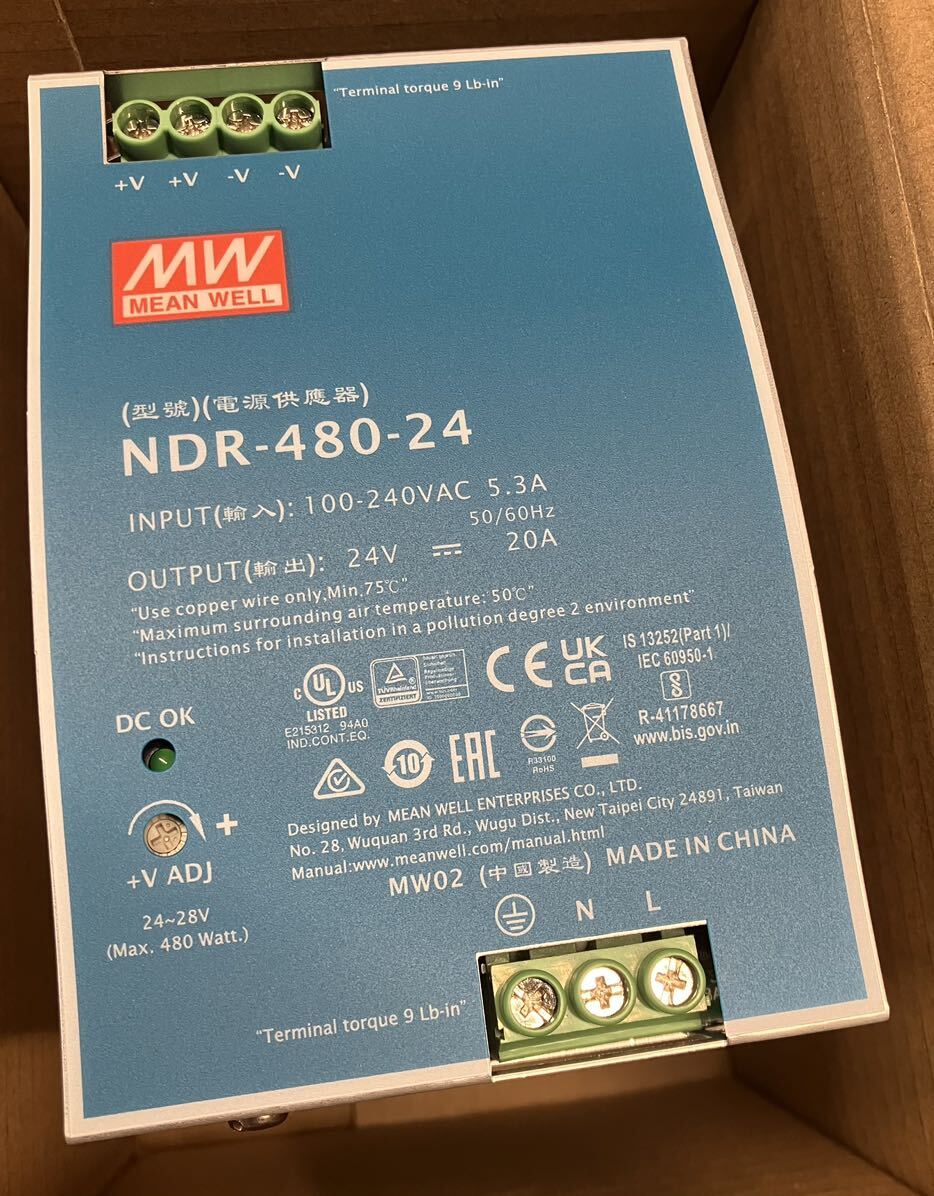 "Terminal torque 9 Lb-in"
+V +V -V -V
MW
MEAN WELL
(型號)(電源供應器)
NDR-480-24
INPUT(輸入): 100-240VAC 5.3A
50/60Hz
OUTPUT(輸出): 24V ⎓ 20A
"Use copper wire only,Min.75℃"
"Maximum surrounding air temperature: 50℃"
"Instructions for installation in a pollution degree 2 environment"
C UL US
LISTED
E215312 94A0
IND.CONT.EQ.
TÜVRheinland
ZERTIFIZIERT
CE
UK
CA
IS 13252(Part 1)/
IEC 60950-1
R-41178667
www.bis.gov.in
DC OK
10
EAC
R33100
RoHS
+
+V ADJ
24~28V
(Max. 480 Watt.)
Designed by MEAN WELL ENTERPRISES CO., LTD.
No. 28, Wuquan 3rd Rd., Wugu Dist., New Taipei City 24891, Taiwan
Manual:www.meanwell.com/manual.html
MW02 (中國製造) MADE IN CHINA
N L
"Terminal torque 9 Lb-in"